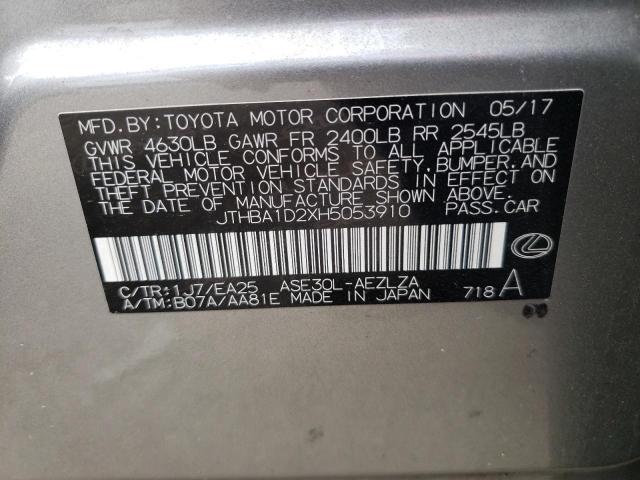 MFD.BY:TOYOTA MOTOR CORPORATION 05/17
GVWR 4630LB GAWR FR 2400LB RR 2545LB
THIS VEHICLE CONFORMS TO ALL APPLICABLE
FEDERAL MOTOR VEHICLE SAFETY,BUMPER,AND
THEFT PREVENTION STANDARDS IN EFFECT ON
THE DATE OF MANUFACTURE SHOWN ABOVE.
JTHBA1D2XH5053910 PASS.CAR
C/TR:1J7/EA25 ASE30L-AEZLZA
A/TM:B07A/AA81E MADE IN JAPAN 718A